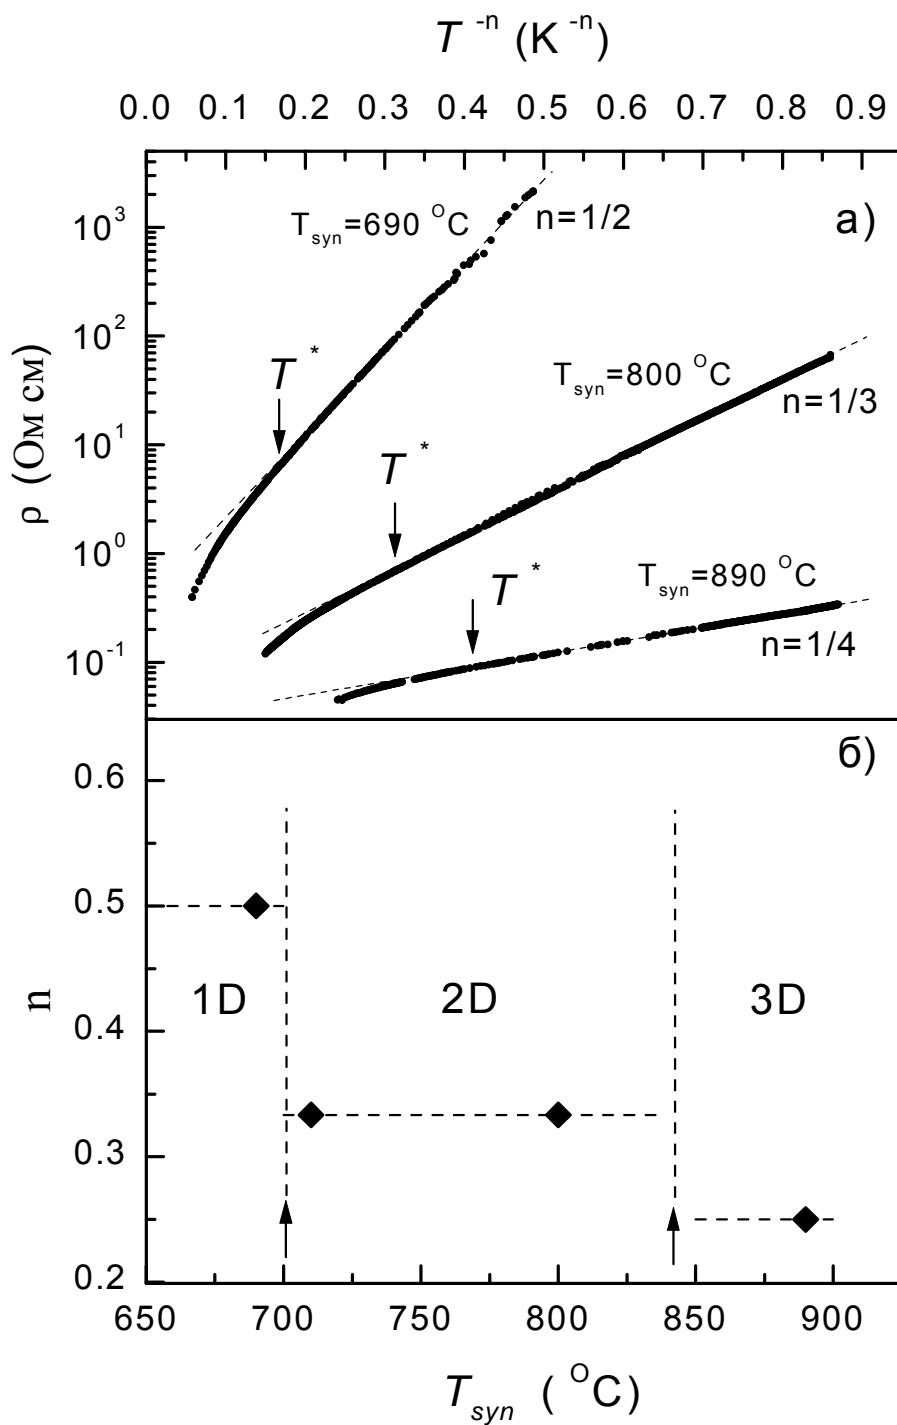 T⁻ⁿ (K⁻ⁿ)
0.0 0.1 0.2 0.3 0.4 0.5 0.6 0.7 0.8 0.9
а)
T_syn=690 °C
n=1/2
10³
10²
10¹
10⁰
10⁻¹
ρ (Ом см)
T*
T_syn=800 °C
n=1/3
T*
T_syn=890 °C
n=1/4
T*
б)
0.6
0.5
0.4
0.3
0.2
n
1D 2D 3D
650 700 750 800 850 900
T_syn (°C)